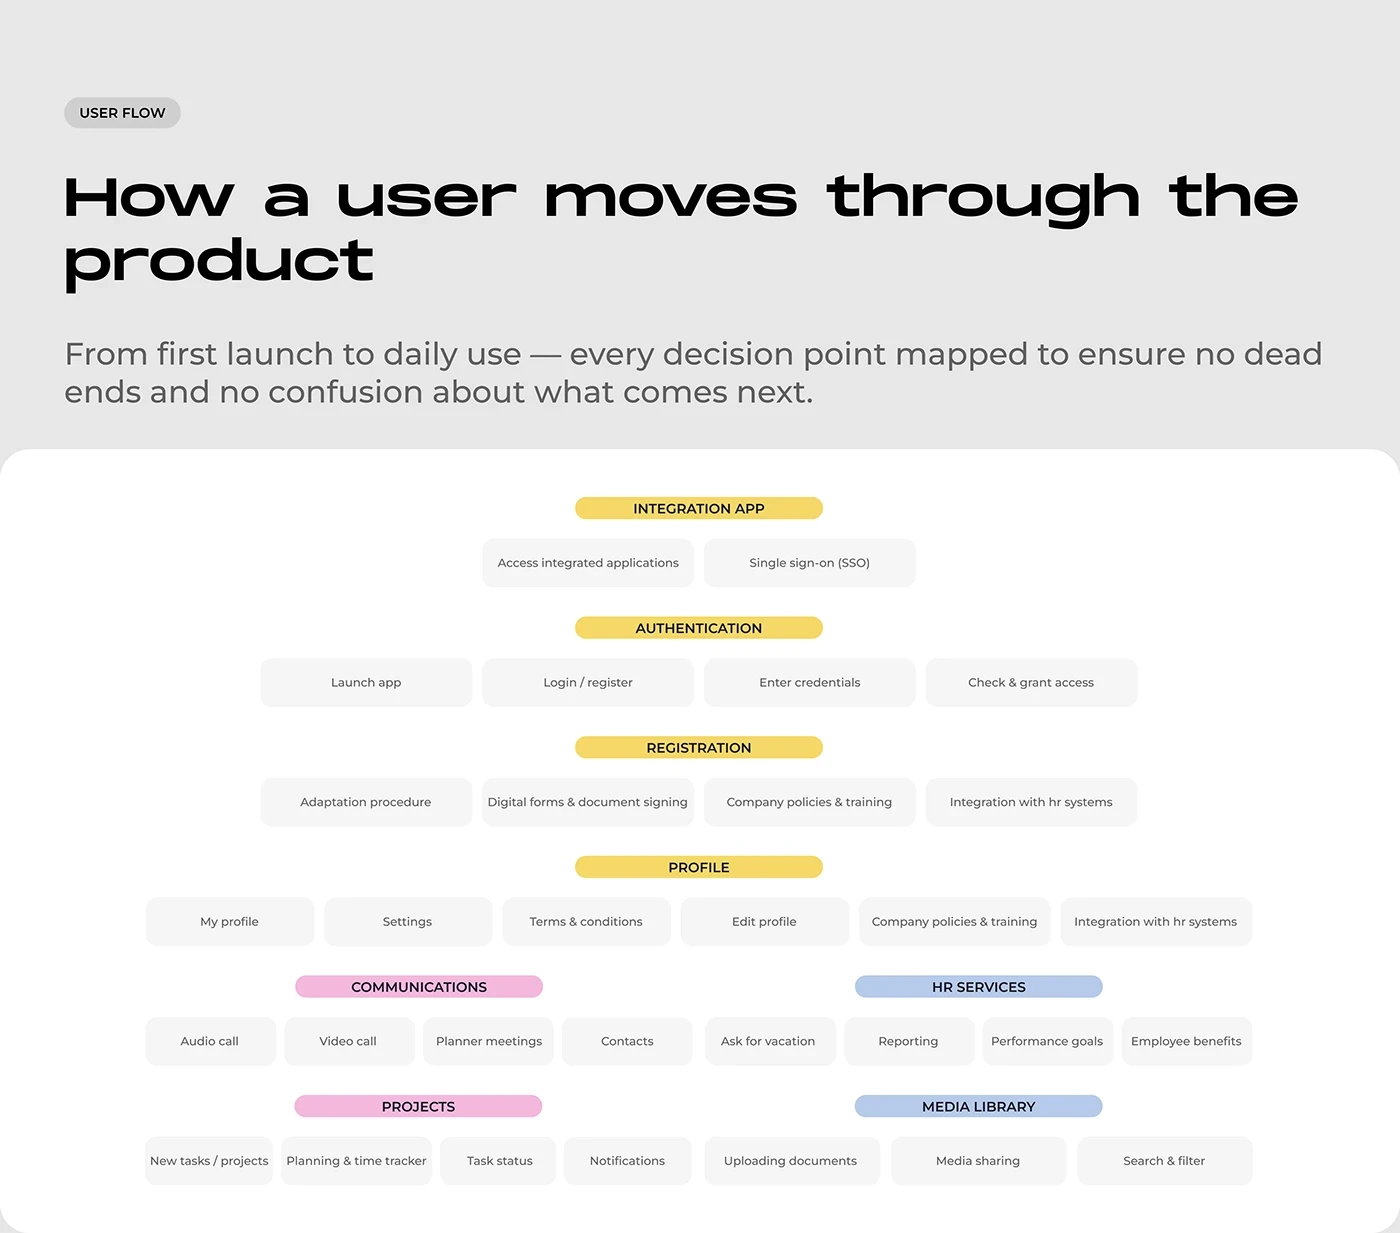 USER FLOW
How a user moves through the
product
From first launch to daily use — every decision point mapped to ensure no dead
ends and no confusion about what comes next.
INTEGRATION APP
Access integrated applications
Single sign-on (SSO)
AUTHENTICATION
Launch app
Login / register
Enter credentials
Check & grant access
REGISTRATION
Adaptation procedure
Digital forms & document signing
Company policies & training
Integration with hr systems
PROFILE
My profile
Settings
Terms & conditions
Edit profile
Company policies & training
Integration with hr systems
COMMUNICATIONS
Audio call
Video call
Planner meetings
Contacts
HR SERVICES
Ask for vacation
Reporting
Performance goals
Employee benefits
PROJECTS
New tasks / projects
Planning & time tracker
Task status
Notifications
MEDIA LIBRARY
Uploading documents
Media sharing
Search & filter